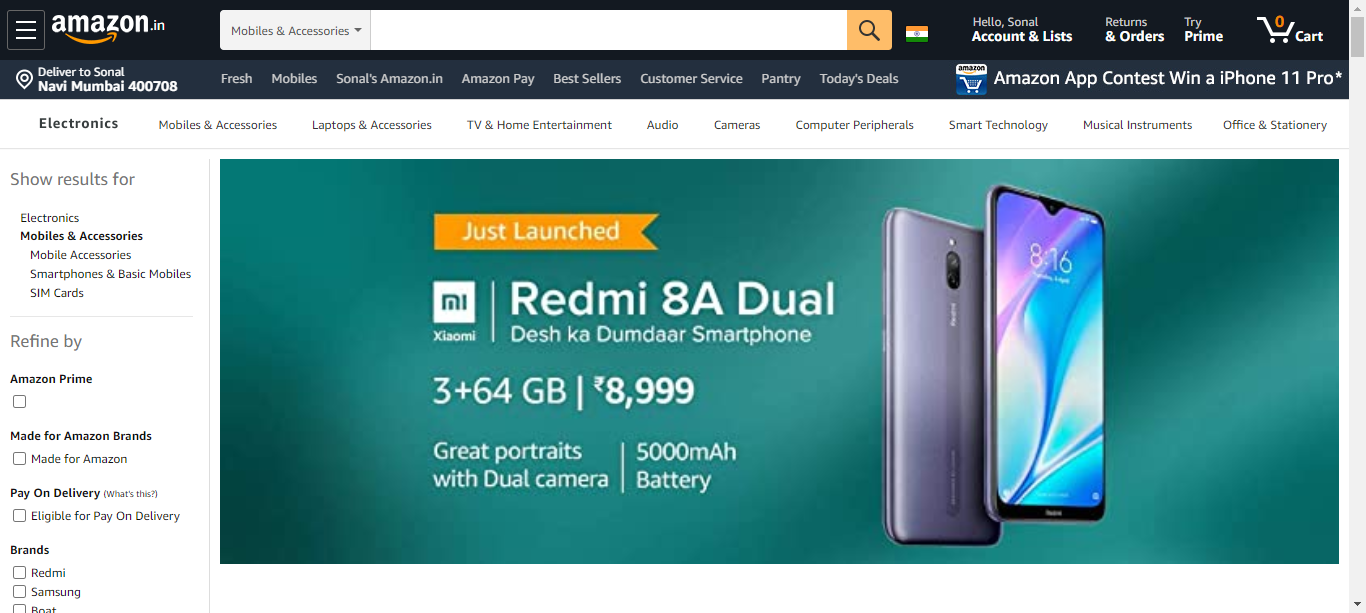 amazon.in
Mobiles & Accessories
Hello, Sonal
Account & Lists
Returns
& Orders
Try
Prime
0
Cart
Deliver to Sonal
Navi Mumbai 400708
Fresh
Mobiles
Sonal's Amazon.in
Amazon Pay
Best Sellers
Customer Service
Pantry
Today's Deals
amazon
Amazon App Contest Win a iPhone 11 Pro*
Electronics
Mobiles & Accessories
Laptops & Accessories
TV & Home Entertainment
Audio
Cameras
Computer Peripherals
Smart Technology
Musical Instruments
Office & Stationery
Show results for
Electronics
Mobiles & Accessories
Mobile Accessories
Smartphones & Basic Mobiles
SIM Cards
Refine by
Amazon Prime
Made for Amazon Brands
Made for Amazon
Pay On Delivery (What's this?)
Eligible for Pay On Delivery
Brands
Redmi
Samsung
Boat
Just Launched
mi
Xiaomi
Redmi 8A Dual
Desh ka Dumdaar Smartphone
3+64 GB | ₹8,999
Great portraits
with Dual camera
5000mAh
Battery
8:16
Redmi
Redmi